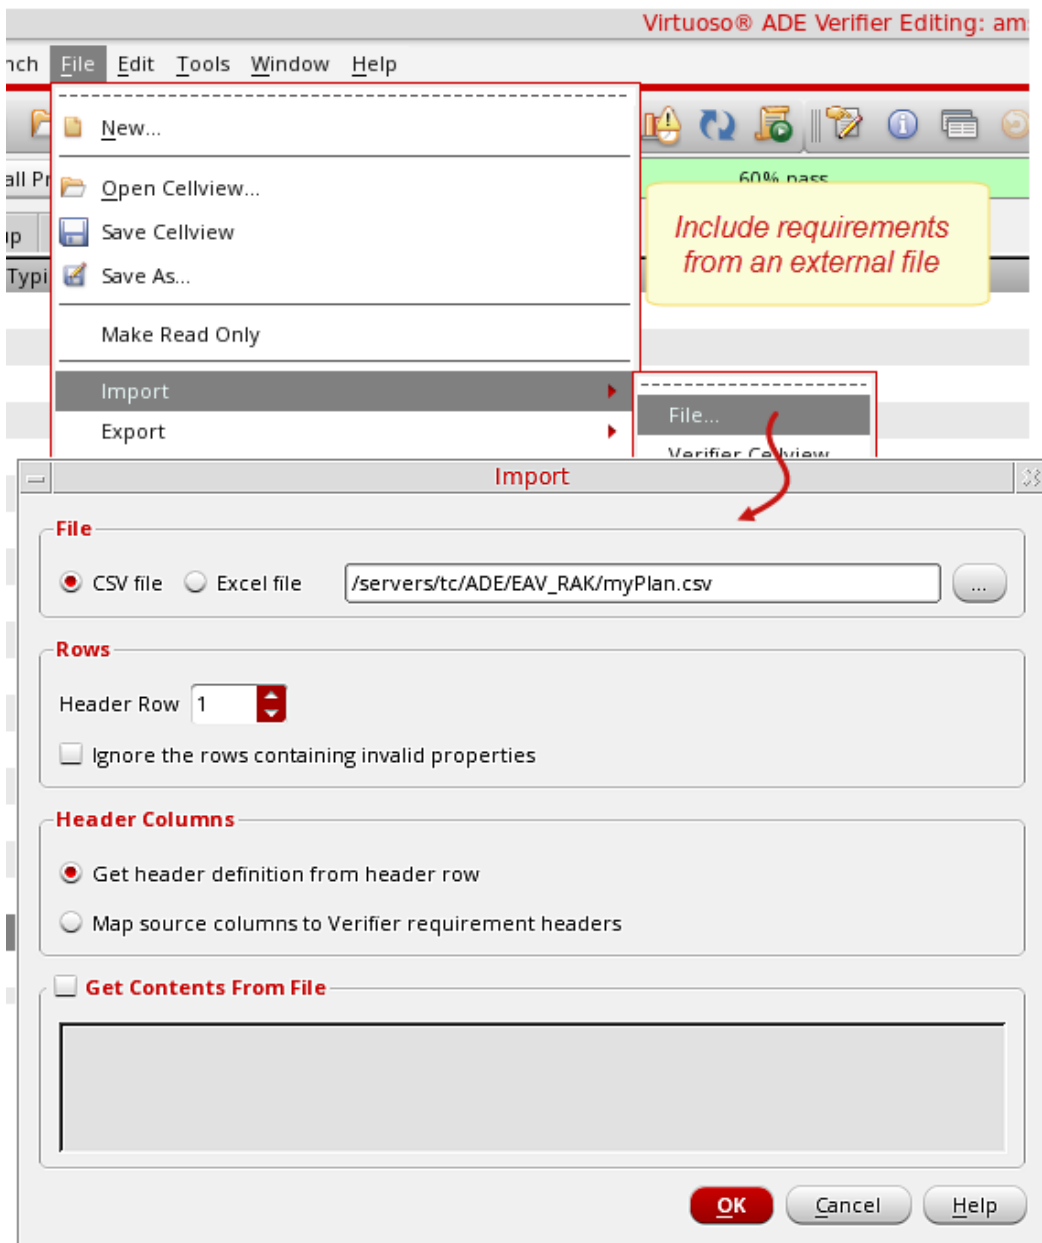 Virtuoso® ADE Verifier Editing: am
nch File Edit Tools Window Help
New...
all Pr
Open Cellview...
60% pass
Save Cellview
Include requirements
from an external file
up
Typi
Save As...
Make Read Only
Import
File...
Export
Verifier Cellview
Import
File
CSV file Excel file /servers/tc/ADE/EAV_RAK/myPlan.csv ...
Rows
Header Row 1
Ignore the rows containing invalid properties
Header Columns
Get header definition from header row
Map source columns to Verifier requirement headers
Get Contents From File
OK Cancel Help